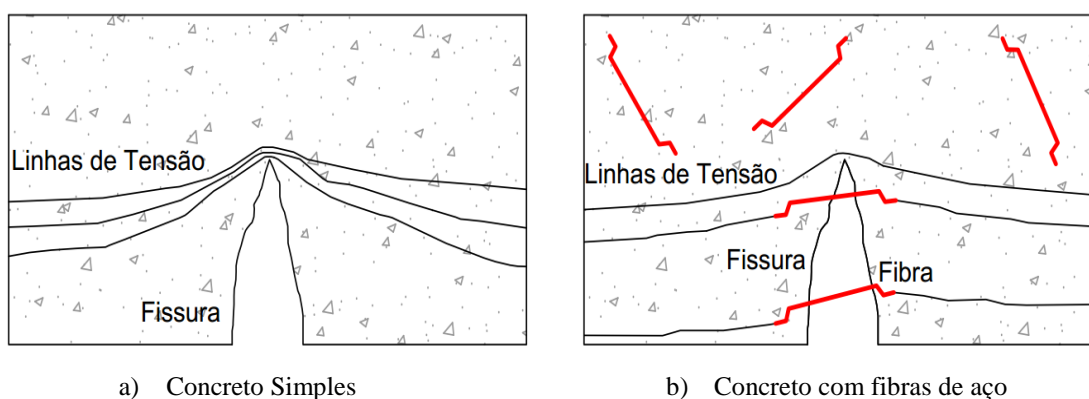 Linhas de Tensão
Fissura
Linhas de Tensão
Fissura
Fibra
a) Concreto Simples
b) Concreto com fibras de aço